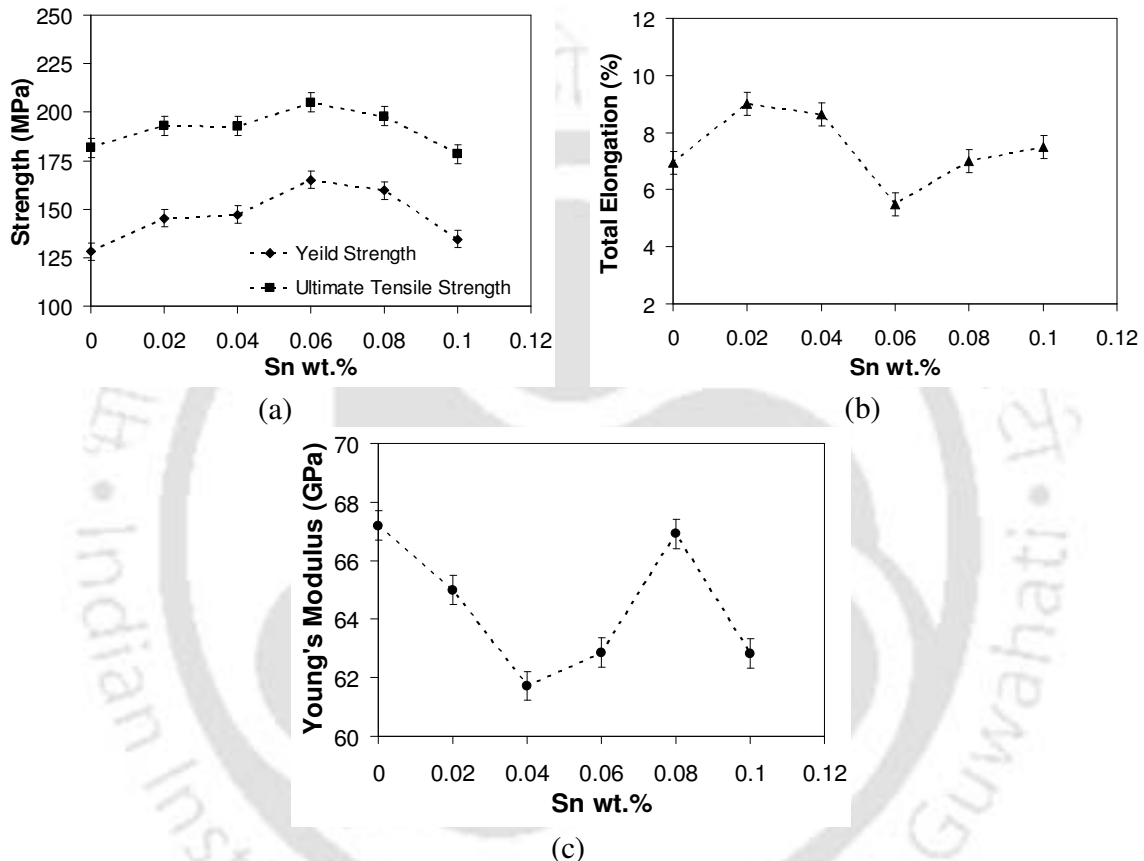 250
225
200
175
150
125
100
Strength (MPa)
Yeild Strength
Ultimate Tensile Strength
0 0.02 0.04 0.06 0.08 0.1 0.12
Sn wt.%
(a)
12
10
8
6
4
2
Total Elongation (%)
0 0.02 0.04 0.06 0.08 0.1 0.12
Sn wt.%
(b)
70
68
66
64
62
60
Young's Modulus (GPa)
0 0.02 0.04 0.06 0.08 0.1 0.12
Sn wt.%
(c)
Indian Inst
Guwahati